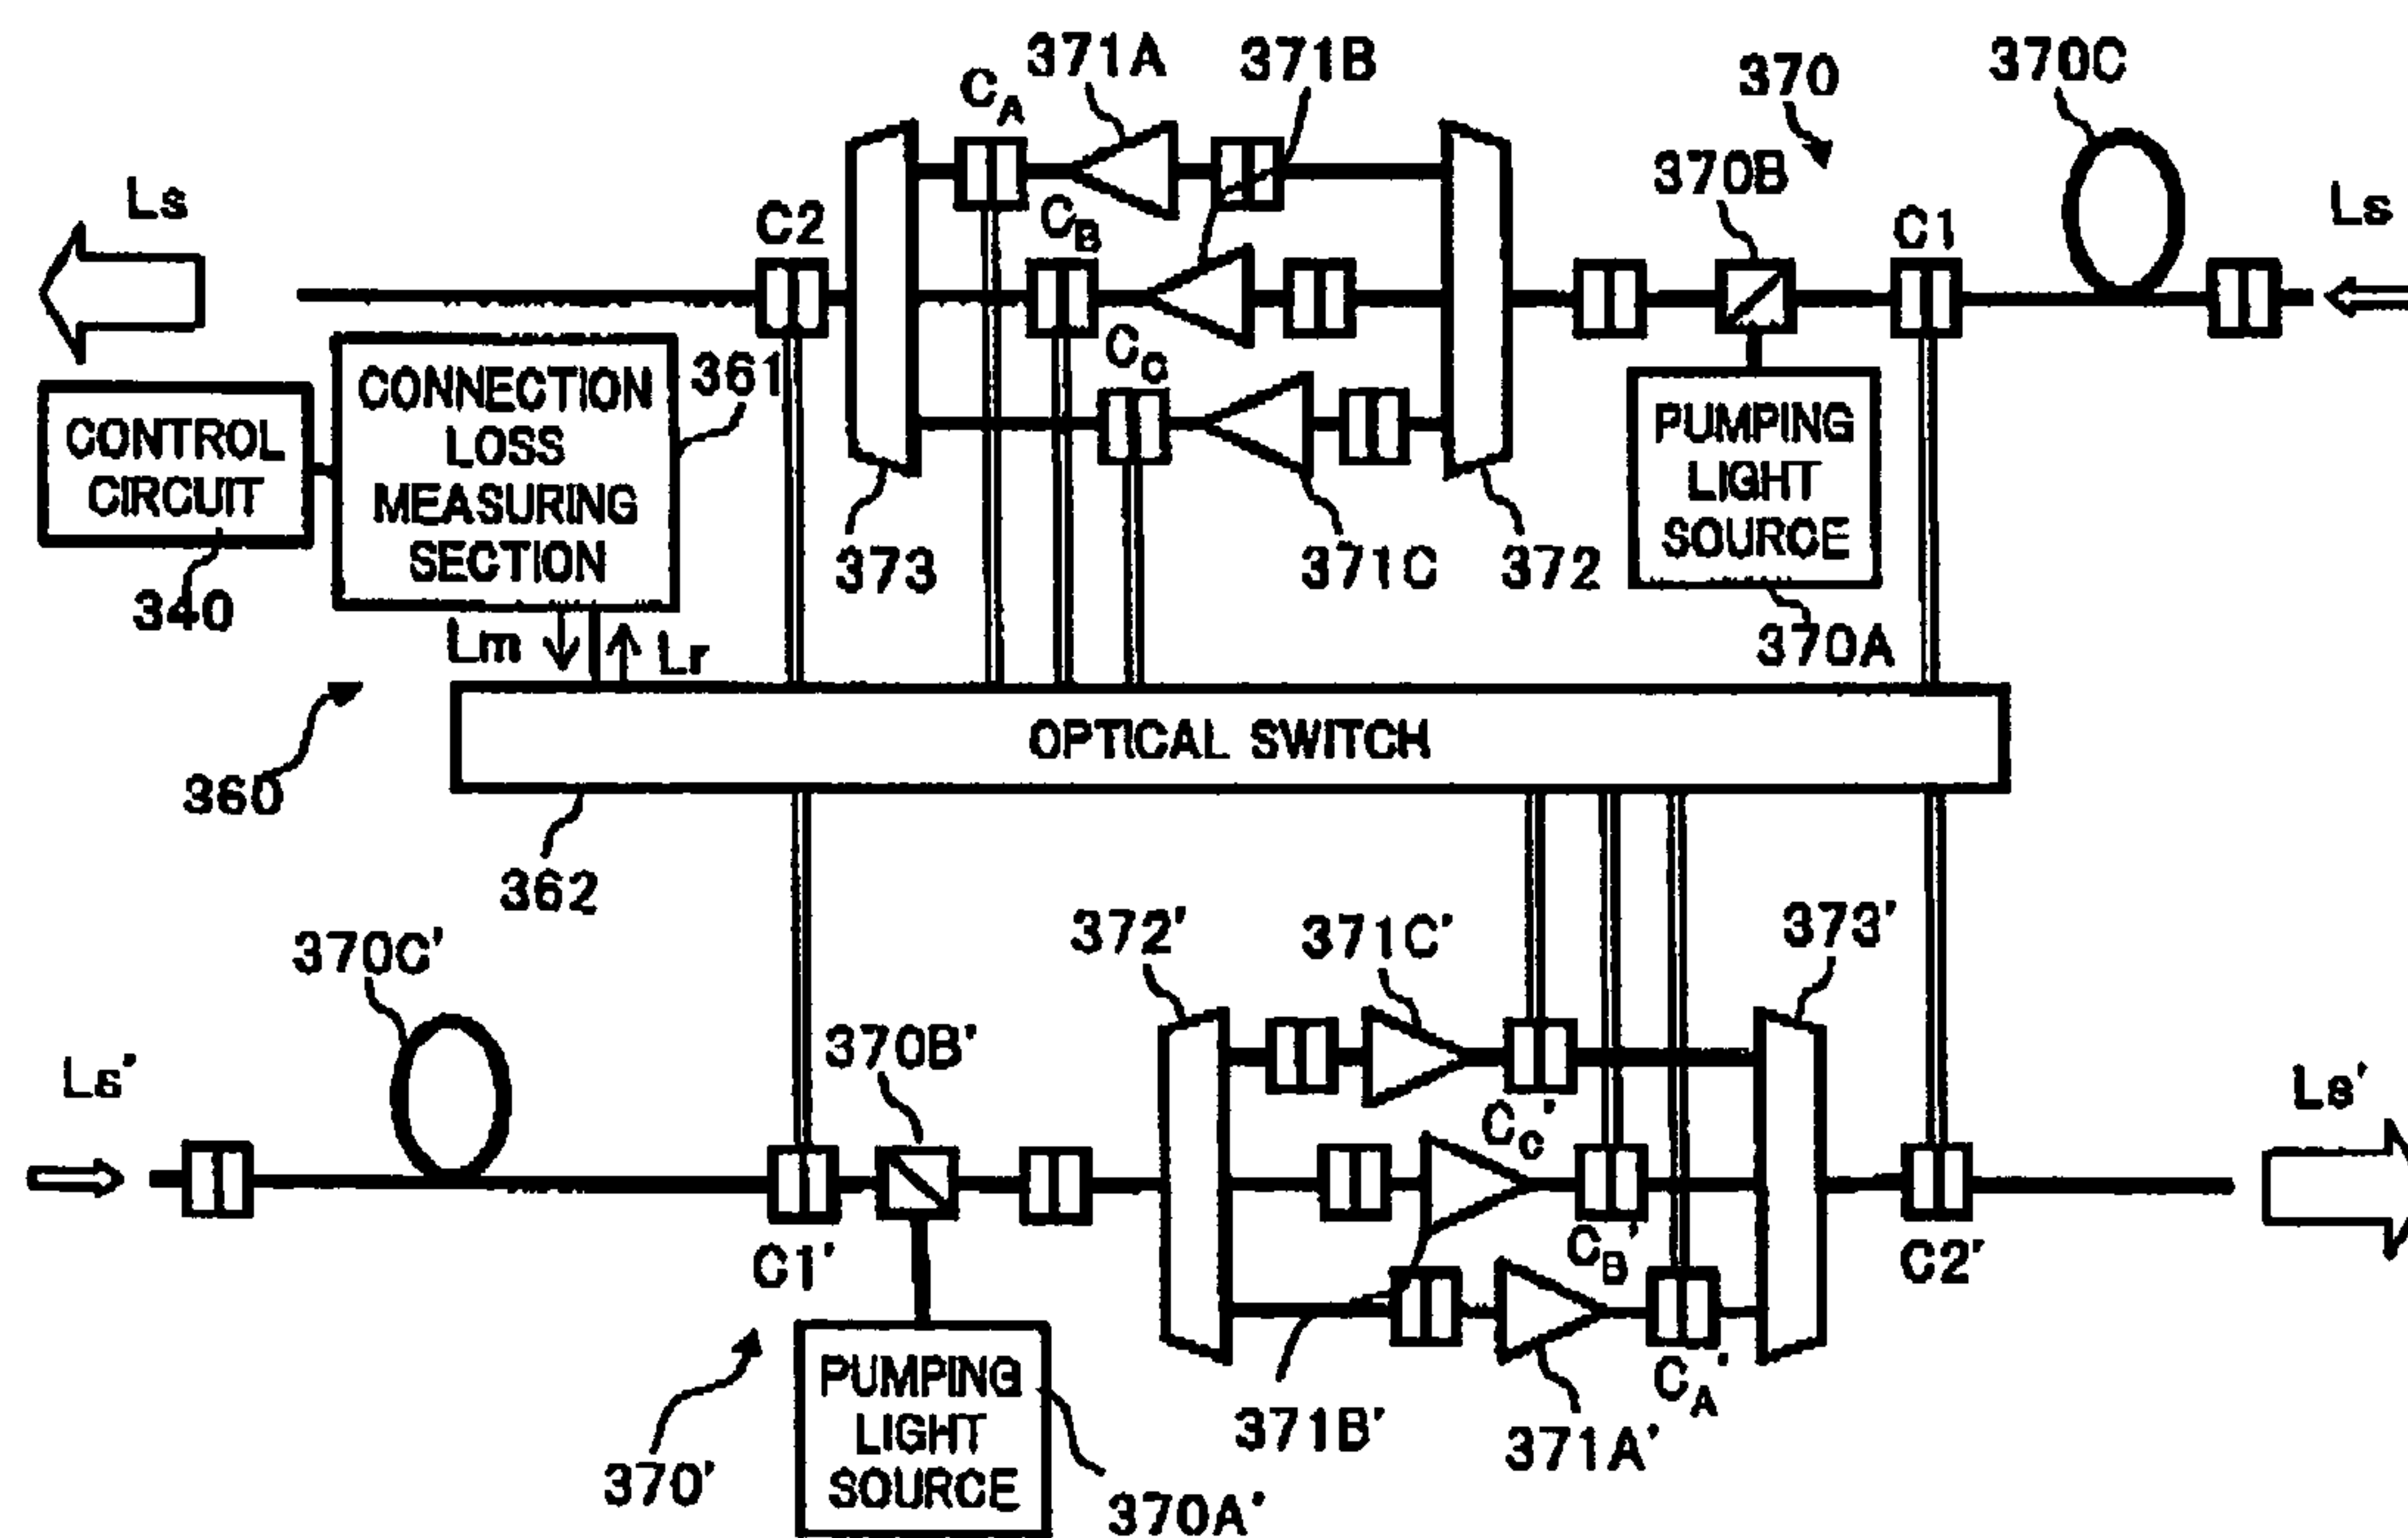 371A
371B
370
370C
CA
370B
Ls
C2
CB
C1
Ls
CC
361
CONNECTION
LOSS
MEASURING
SECTION
CONTROL
CIRCUIT
PUMPING
LIGHT
SOURCE
373
371C
372
340
Lm
Lr
370A
OPTICAL SWITCH
360
362
372'
371C'
373'
370C'
370B'
Ls'
Ls'
CC'
C1'
CB'
C2'
PUMPING
LIGHT
SOURCE
CA'
371B'
371A'
370'
370A'